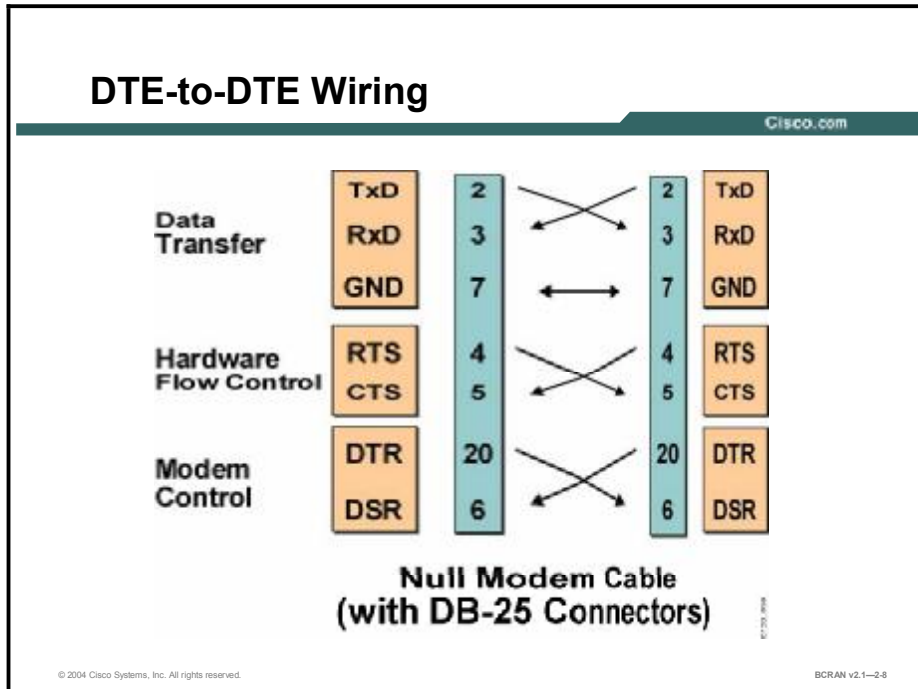 DTE-to-DTE Wiring
Cisco.com
Data
Transfer
TxD 2 2 TxD
RxD 3 3 RxD
GND 7 7 GND
Hardware
Flow Control
RTS 4 4 RTS
CTS 5 5 CTS
Modem
Control
DTR 20 20 DTR
DSR 6 6 DSR
Null Modem Cable
(with DB-25 Connectors)
© 2004 Cisco Systems, Inc. All rights reserved.
BCRAN v2.1—2-8